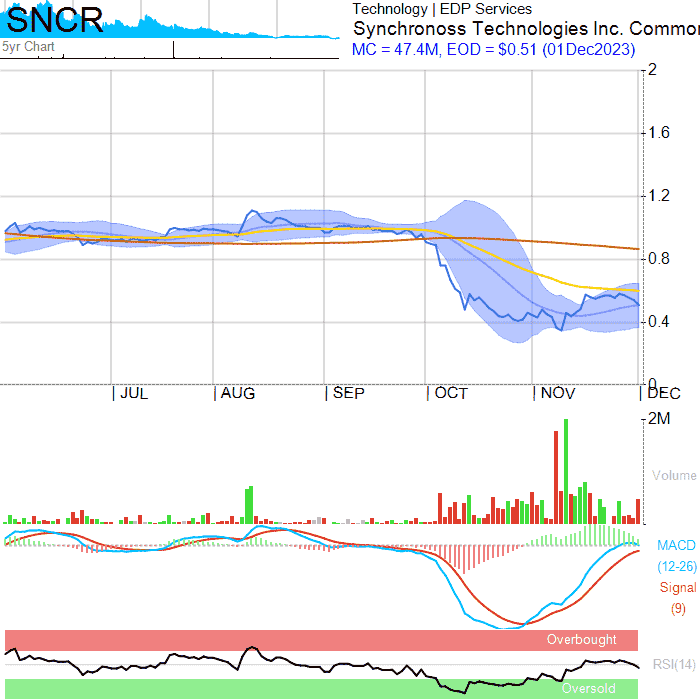 SNCR
5yr Chart
Technology | EDP Services
Synchronoss Technologies Inc. Common
MC = 47.4M, EOD = $0.51 (01Dec2023)
2
1.6
1.2
0.8
0.4
0
JUL
AUG
SEP
OCT
NOV
DEC
2M
Volume
MACD
(12-26)
Signal
(9)
Overbought
RSI(14)
Oversold